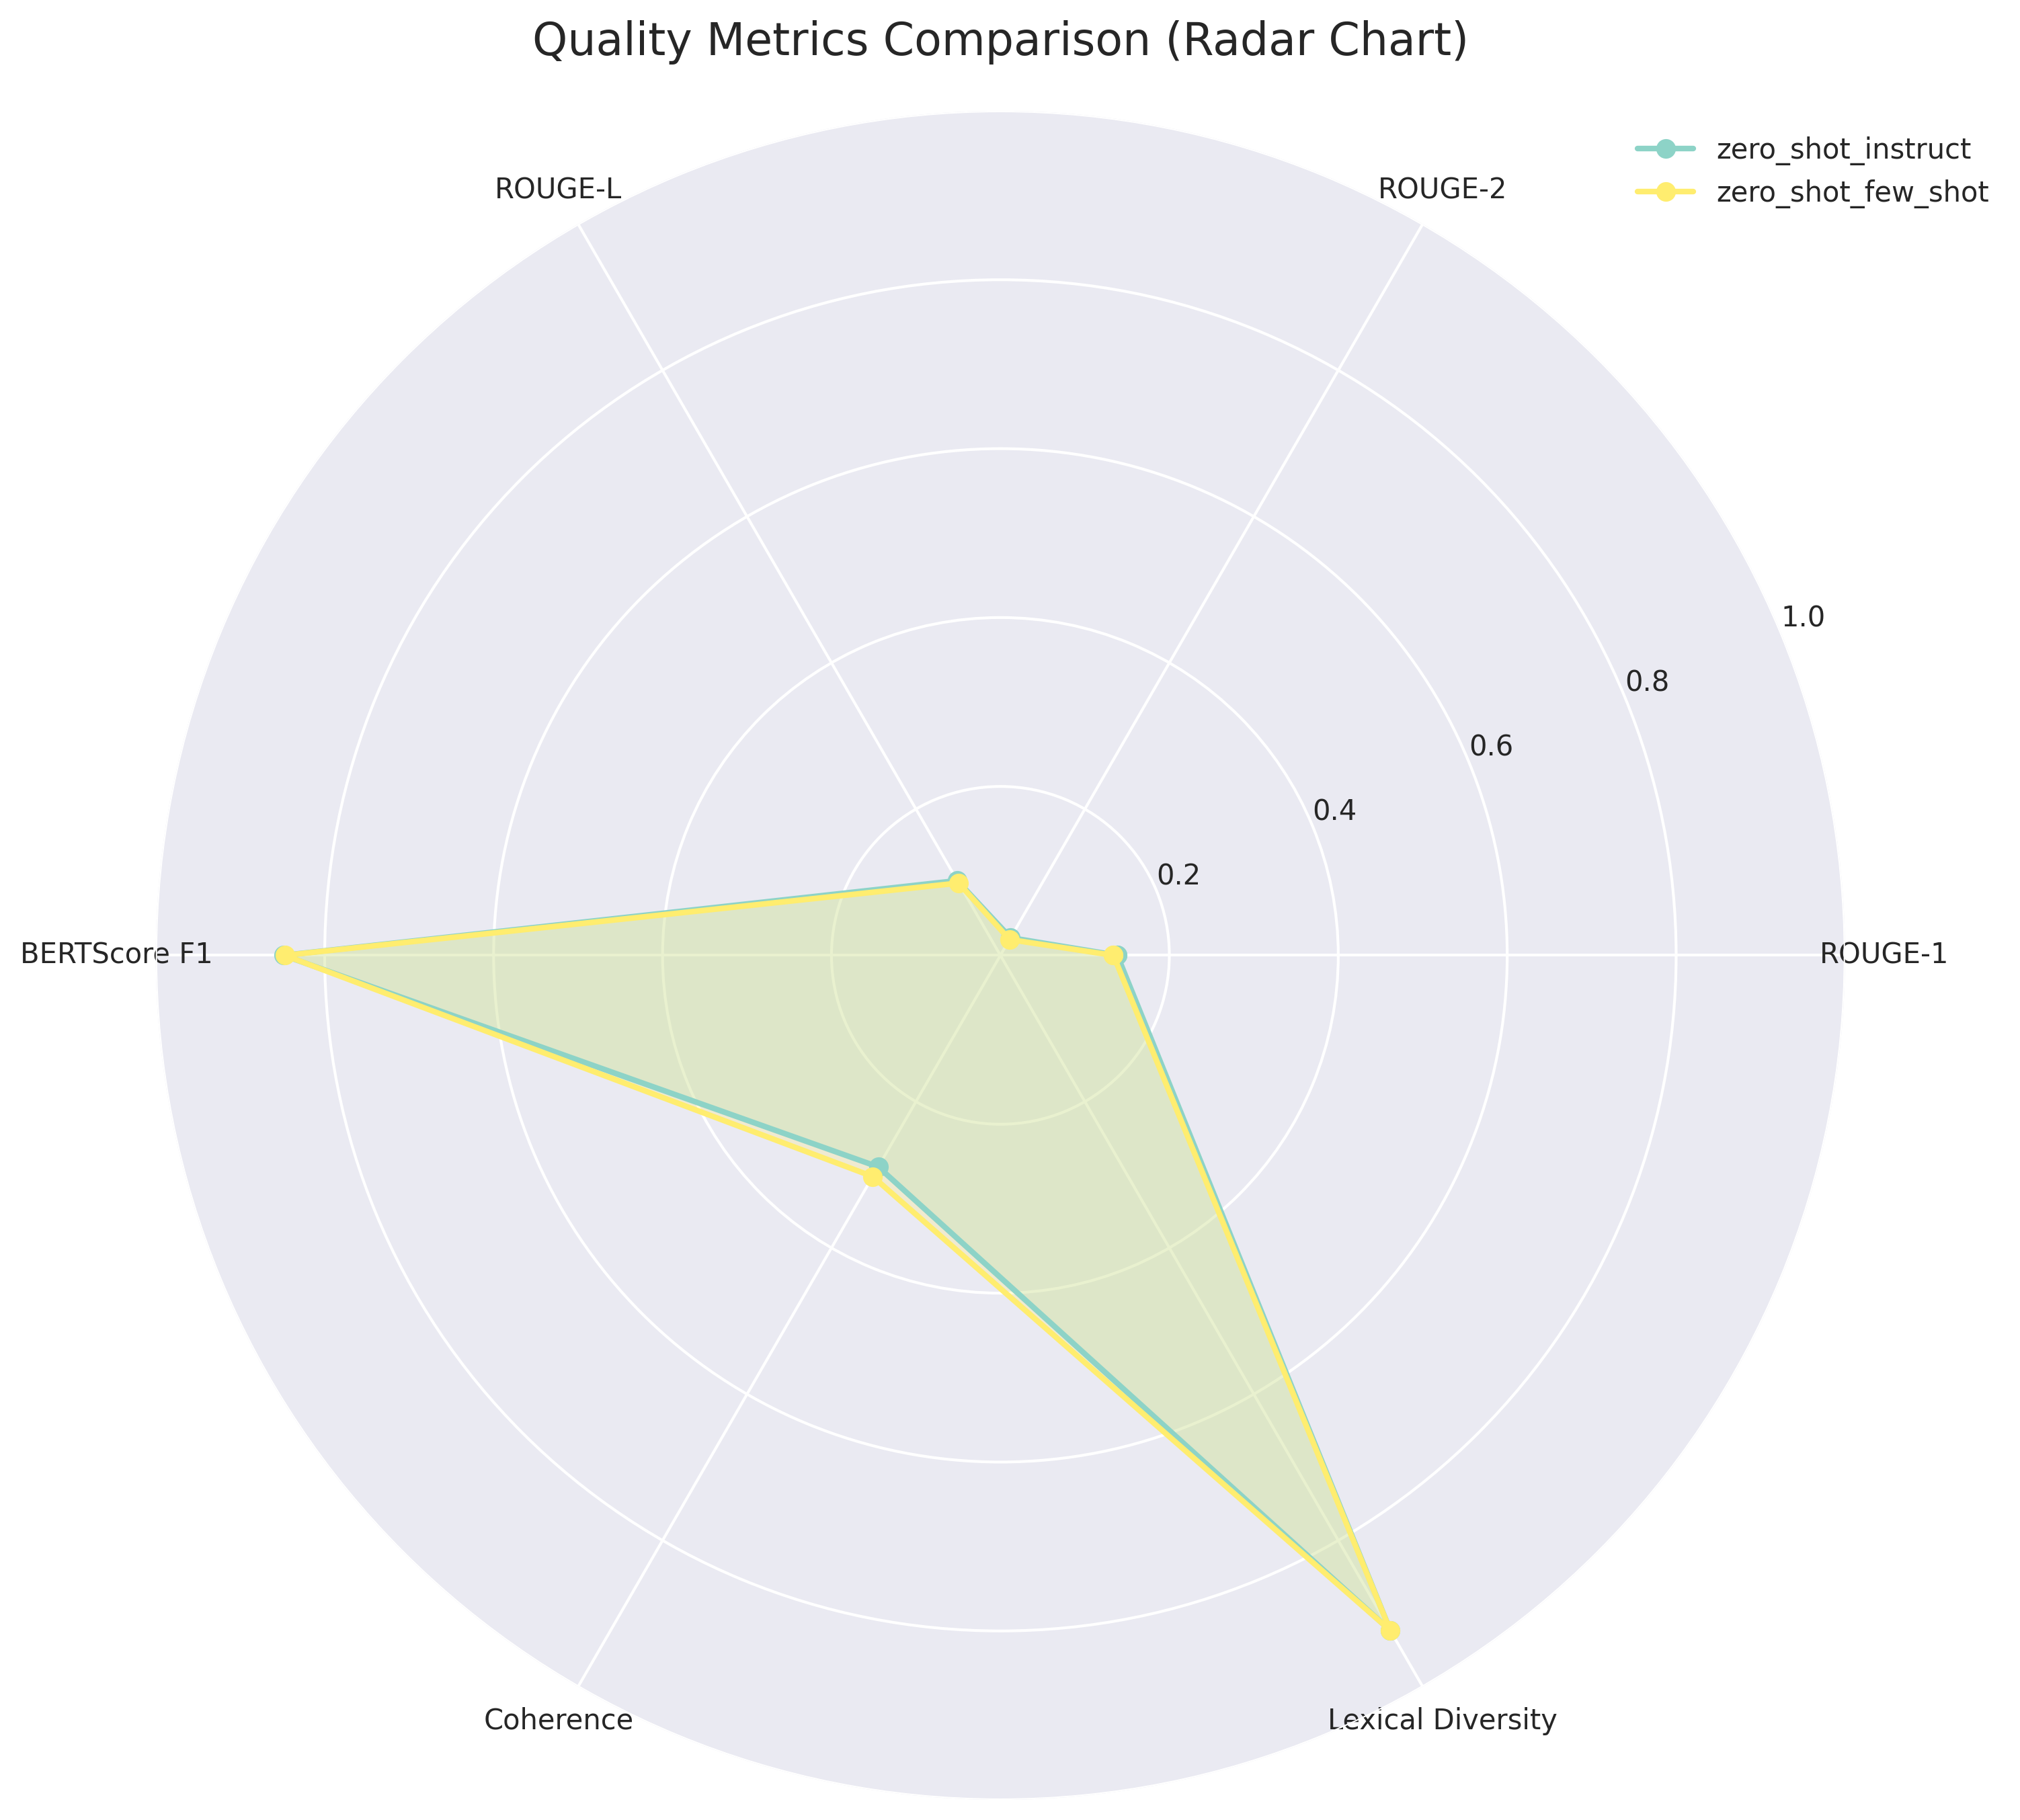 Quality Metrics Comparison (Radar Chart)
zero_shot_instruct
zero_shot_few_shot
ROUGE-L
ROUGE-2
1.0
0.8
0.6
0.4
0.2
BERTScore F1
ROUGE-1
Coherence
Lexical Diversity